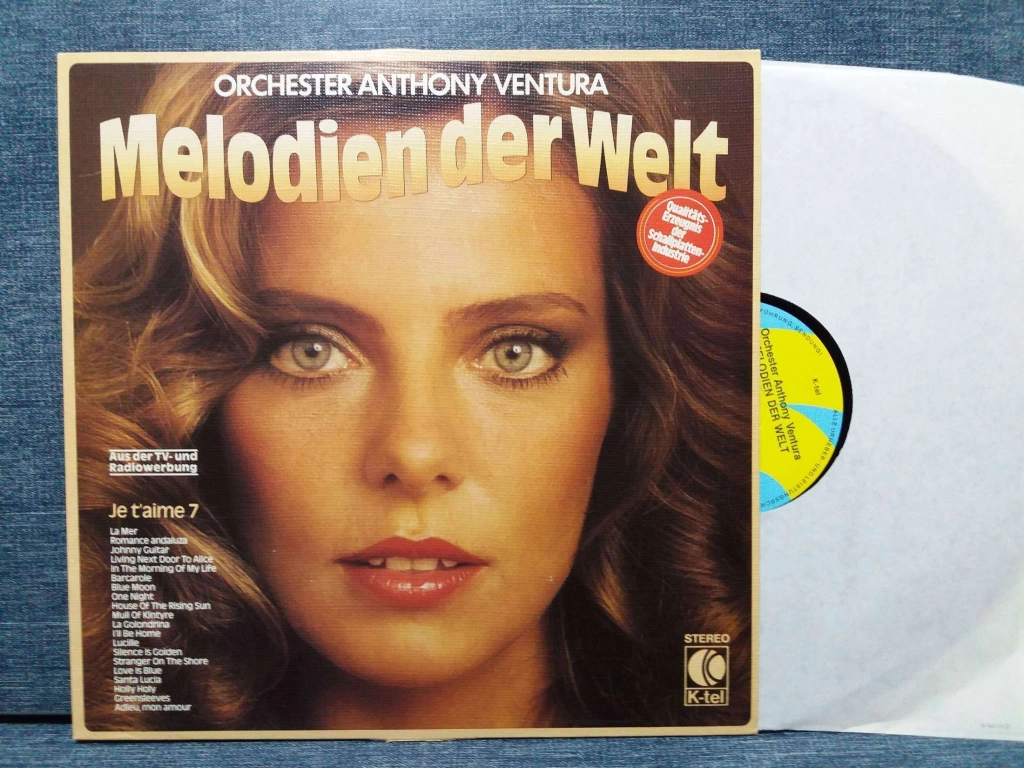 ORCHESTER ANTHONY VENTURA
Melodien der Welt
Qualitäts-
Erzeugnis
der
Schallplatten-
Industrie
Aus der TV- und
Radiowerbung
Je t'aime 7
La Mer
Romance andaluza
Johnny Guitar
Living Next Door To Alice
In The Morning Of My Life
Barcarole
Blue Moon
One Night
House Of The Rising Sun
Mull Of Kintyre
La Golondrina
I'll Be Home
Lucille
Silence Is Golden
Stranger On The Shore
Love Is Blue
Santa Lucia
Holly Holy
Greensleeves
Adieu, mon amour
STEREO
K-tel
K-tel
Orchester Anthony Ventura
MELODIEN DER WELT